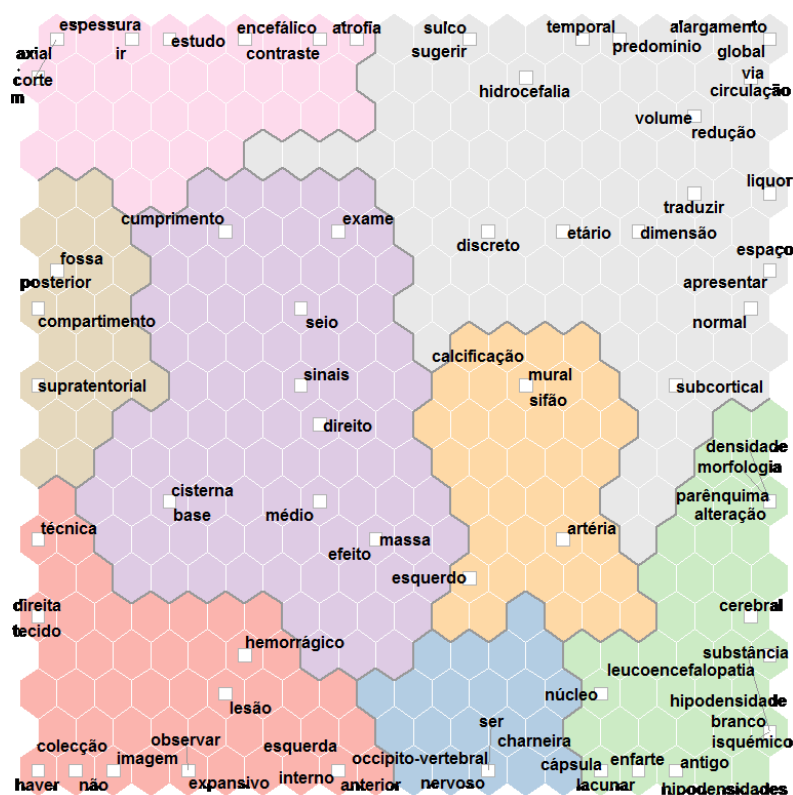 espessura
encefálico
atrofia
sulco
temporal
alargamento
axial
ir
estudo
contraste
sugerir
predomínio
global
corte
hidrocefalia
via
circulação
volume
redução
liquor
traduzir
cumprimento
exame
discreto
etário
dimensão
espaço
fossa
posterior
apresentar
compartimento
seio
normal
calcificação
supratentorial
sinais
mural
subcortical
sifão
direito
densidade
morfologia
cisterna
parênquima
base
médio
alteração
técnica
efeito
massa
artéria
esquerdo
direita
cerebral
tecido
hemorrágico
substância
leucoencefalopatia
núcleo
lesão
hipodensidade
ser
branco
observar
charneira
isquémico
colecção
esquerda
imagem
occipito-vertebral
cápsula
enfarte
antigo
haver
não
expansivo
interno
anterior
nervoso
lacunar
hipodensidades